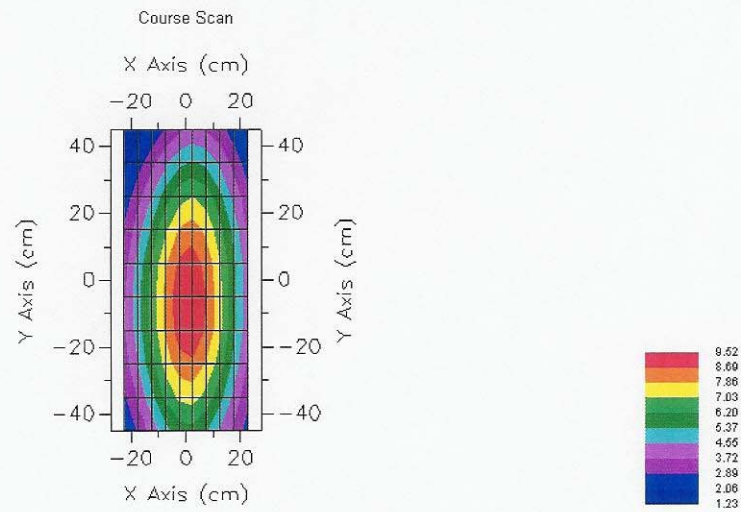 Course Scan
X Axis (cm)
-20 0 20
40 40
20 20
0 0
-20 -20
-40 -40
Y Axis (cm)
Y Axis (cm)
-20 0 20
X Axis (cm)
9.52
8.69
7.86
7.03
6.20
5.37
4.55
3.72
2.89
2.06
1.23